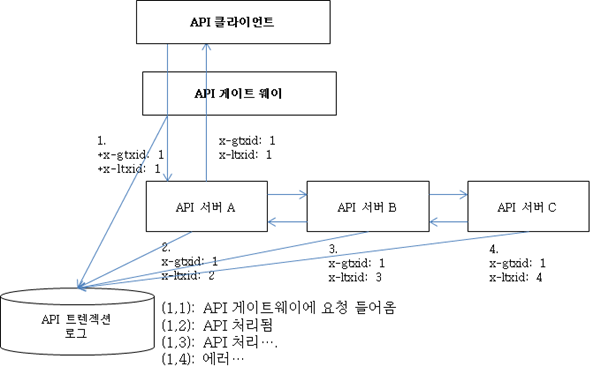 API 클라이언트
API 게이트 웨이
1.
+x-gtxid: 1
+x-ltxid: 1
x-gtxid: 1
x-ltxid: 1
API 서버 A
API 서버 B
API 서버 C
2.
x-gtxid: 1
x-ltxid: 2
3.
x-gtxid: 1
x-ltxid: 3
4.
x-gtxid: 1
x-ltxid: 4
API 트렌젝션
로그
(1,1): API 게이트웨이에 요청 들어옴
(1,2): API 처리됨
(1,3): API 처리….
(1,4): 에러…